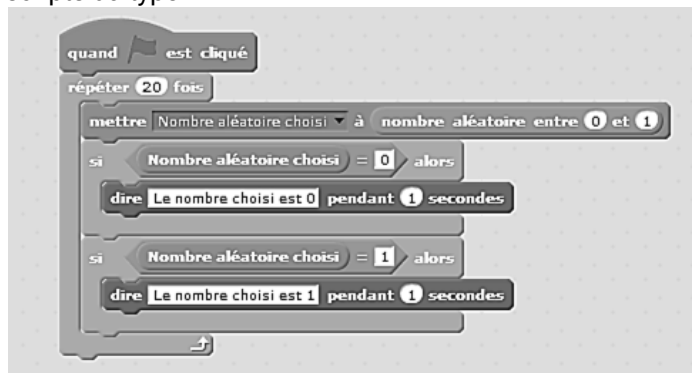 quand est cliqué
répéter 20 fois
mettre Nombre aléatoire choisi à nombre aléatoire entre 0 et 1
si Nombre aléatoire choisi = 0 alors
dire Le nombre choisi est 0 pendant 1 secondes
si Nombre aléatoire choisi = 1 alors
dire Le nombre choisi est 1 pendant 1 secondes